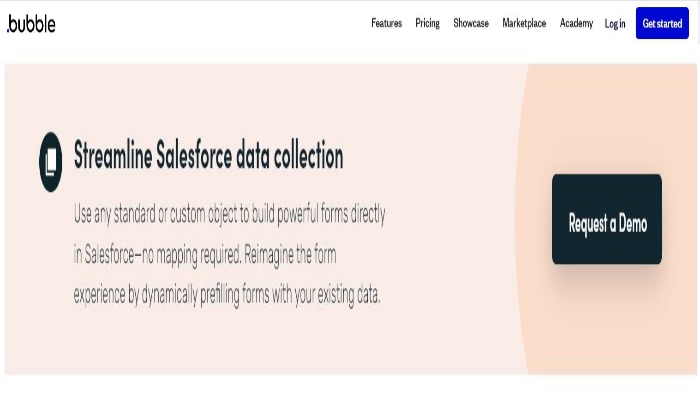 .bubble
Features Pricing Showcase Marketplace Academy Log in Get started
Streamline Salesforce data collection
Use any standard or custom object to build powerful forms directly
in Salesforce—no mapping required. Reimagine the form
experience by dynamically prefilling forms with your existing data.
Request a Demo